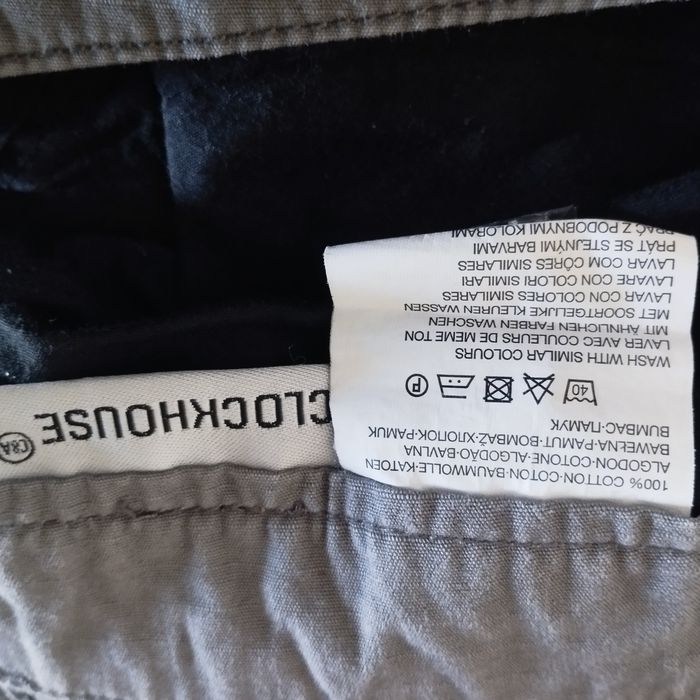 100% COTTON·COTON·BAUMWOLLE·KATOEN
ALGODON·COTONE·ALGODÃO·BAVLNA
BAWEŁNA·PAMUT·BOMBAŽ·ХЛОПОК·PAMUK
BUMBAC·ПАМУК
40 P
WASH WITH SIMILAR COLOURS
LAVER AVEC COULEURS DE MEME TON
MIT ÄHNLICHEN FARBEN WASCHEN
MET SOORTGELIJKE KLEUREN WASSEN
LAVAR CON COLORES SIMILARES
LAVARE CON COLORI SIMILARI
LAVAR COM CÔRES SIMILARES
PRÁT SE STEJNÝMI BARVAMI
PRAĆ Z PODOBNYMI KOLORAMI
CLOCKHOUSE
C&A